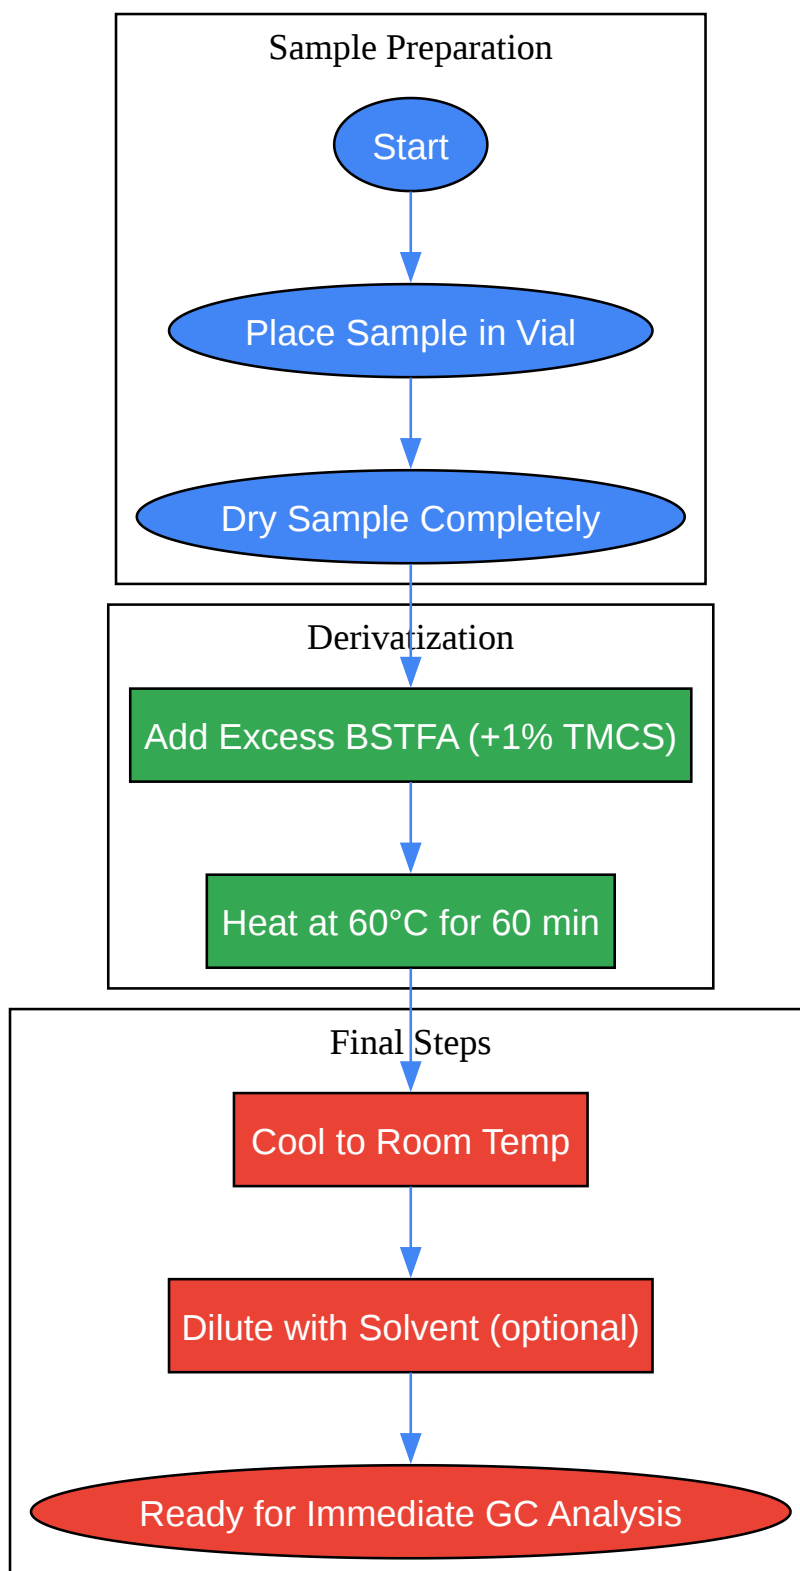 Sample Preparation
Start
Place Sample in Vial
Dry Sample Completely
Derivatization
Add Excess BSTFA (+1% TMCS)
Heat at 60°C for 60 min
Final Steps
Cool to Room Temp
Dilute with Solvent (optional)
Ready for Immediate GC Analysis